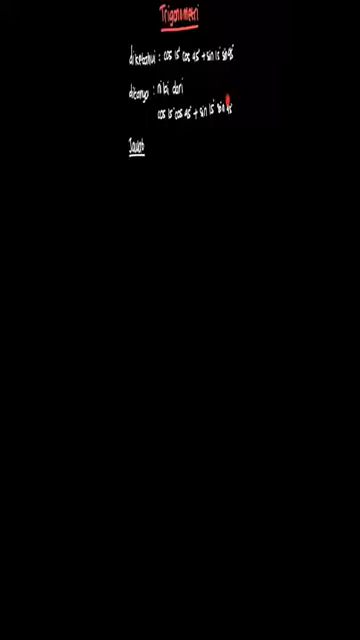 Trigonometri
diketahui : cos 15° cos 45° + sin 15° sin 45°
ditanya : nilai dari
cos 15° cos 45° + sin 15° sin 45°
Jawab